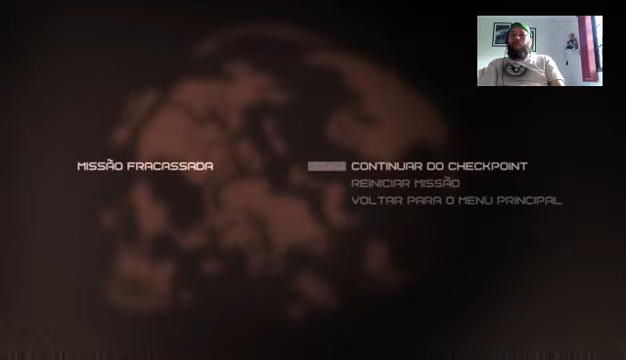 MISSÃO FRACASSADA
CONTINUAR DO CHECKPOINT
REINICIAR MISSÃO
VOLTAR PARA O MENU PRINCIPAL